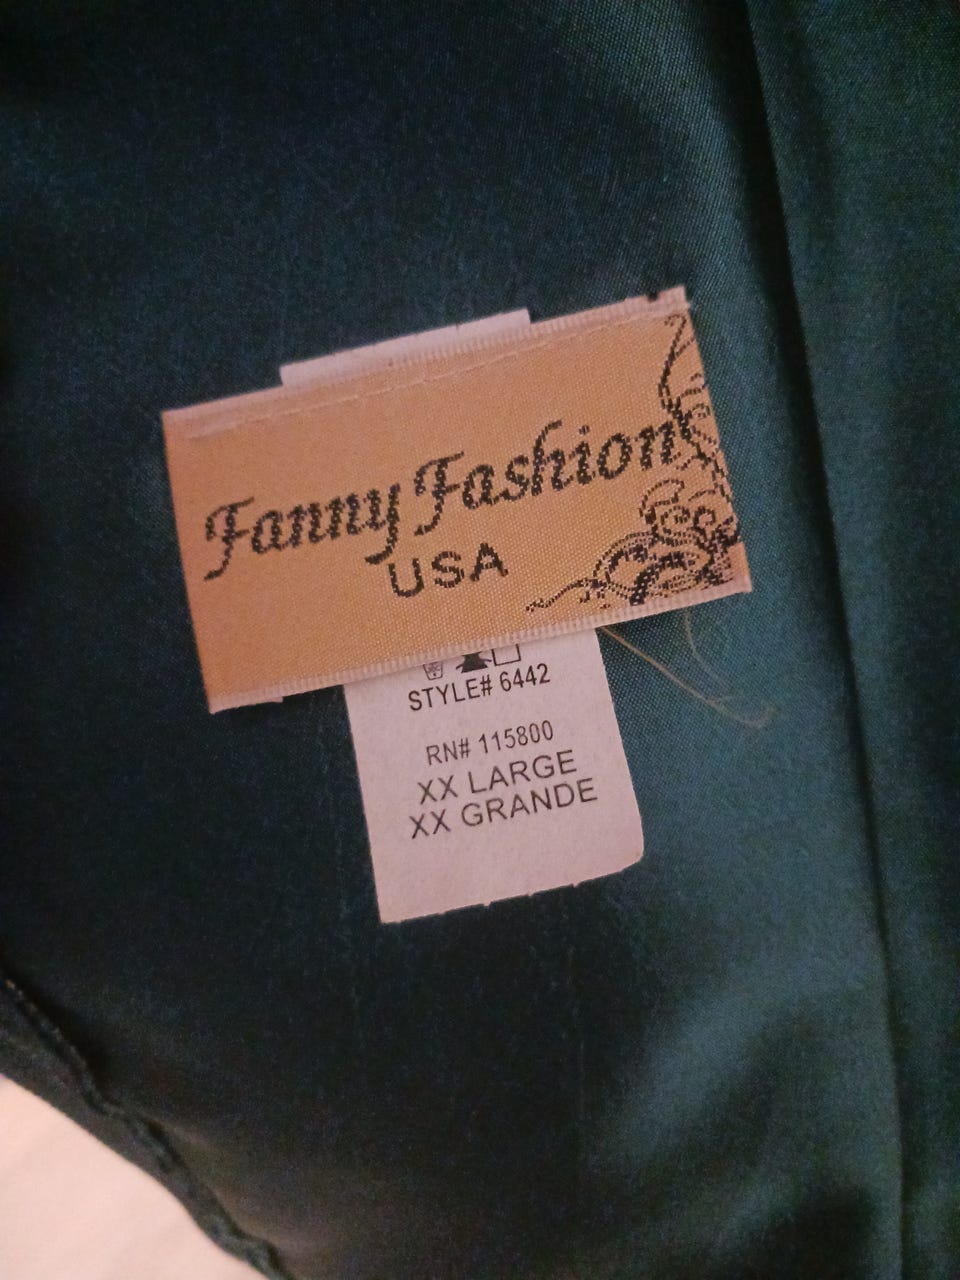 Fanny Fashion
USA
STYLE# 6442
RN# 115800
XX LARGE
XX GRANDE